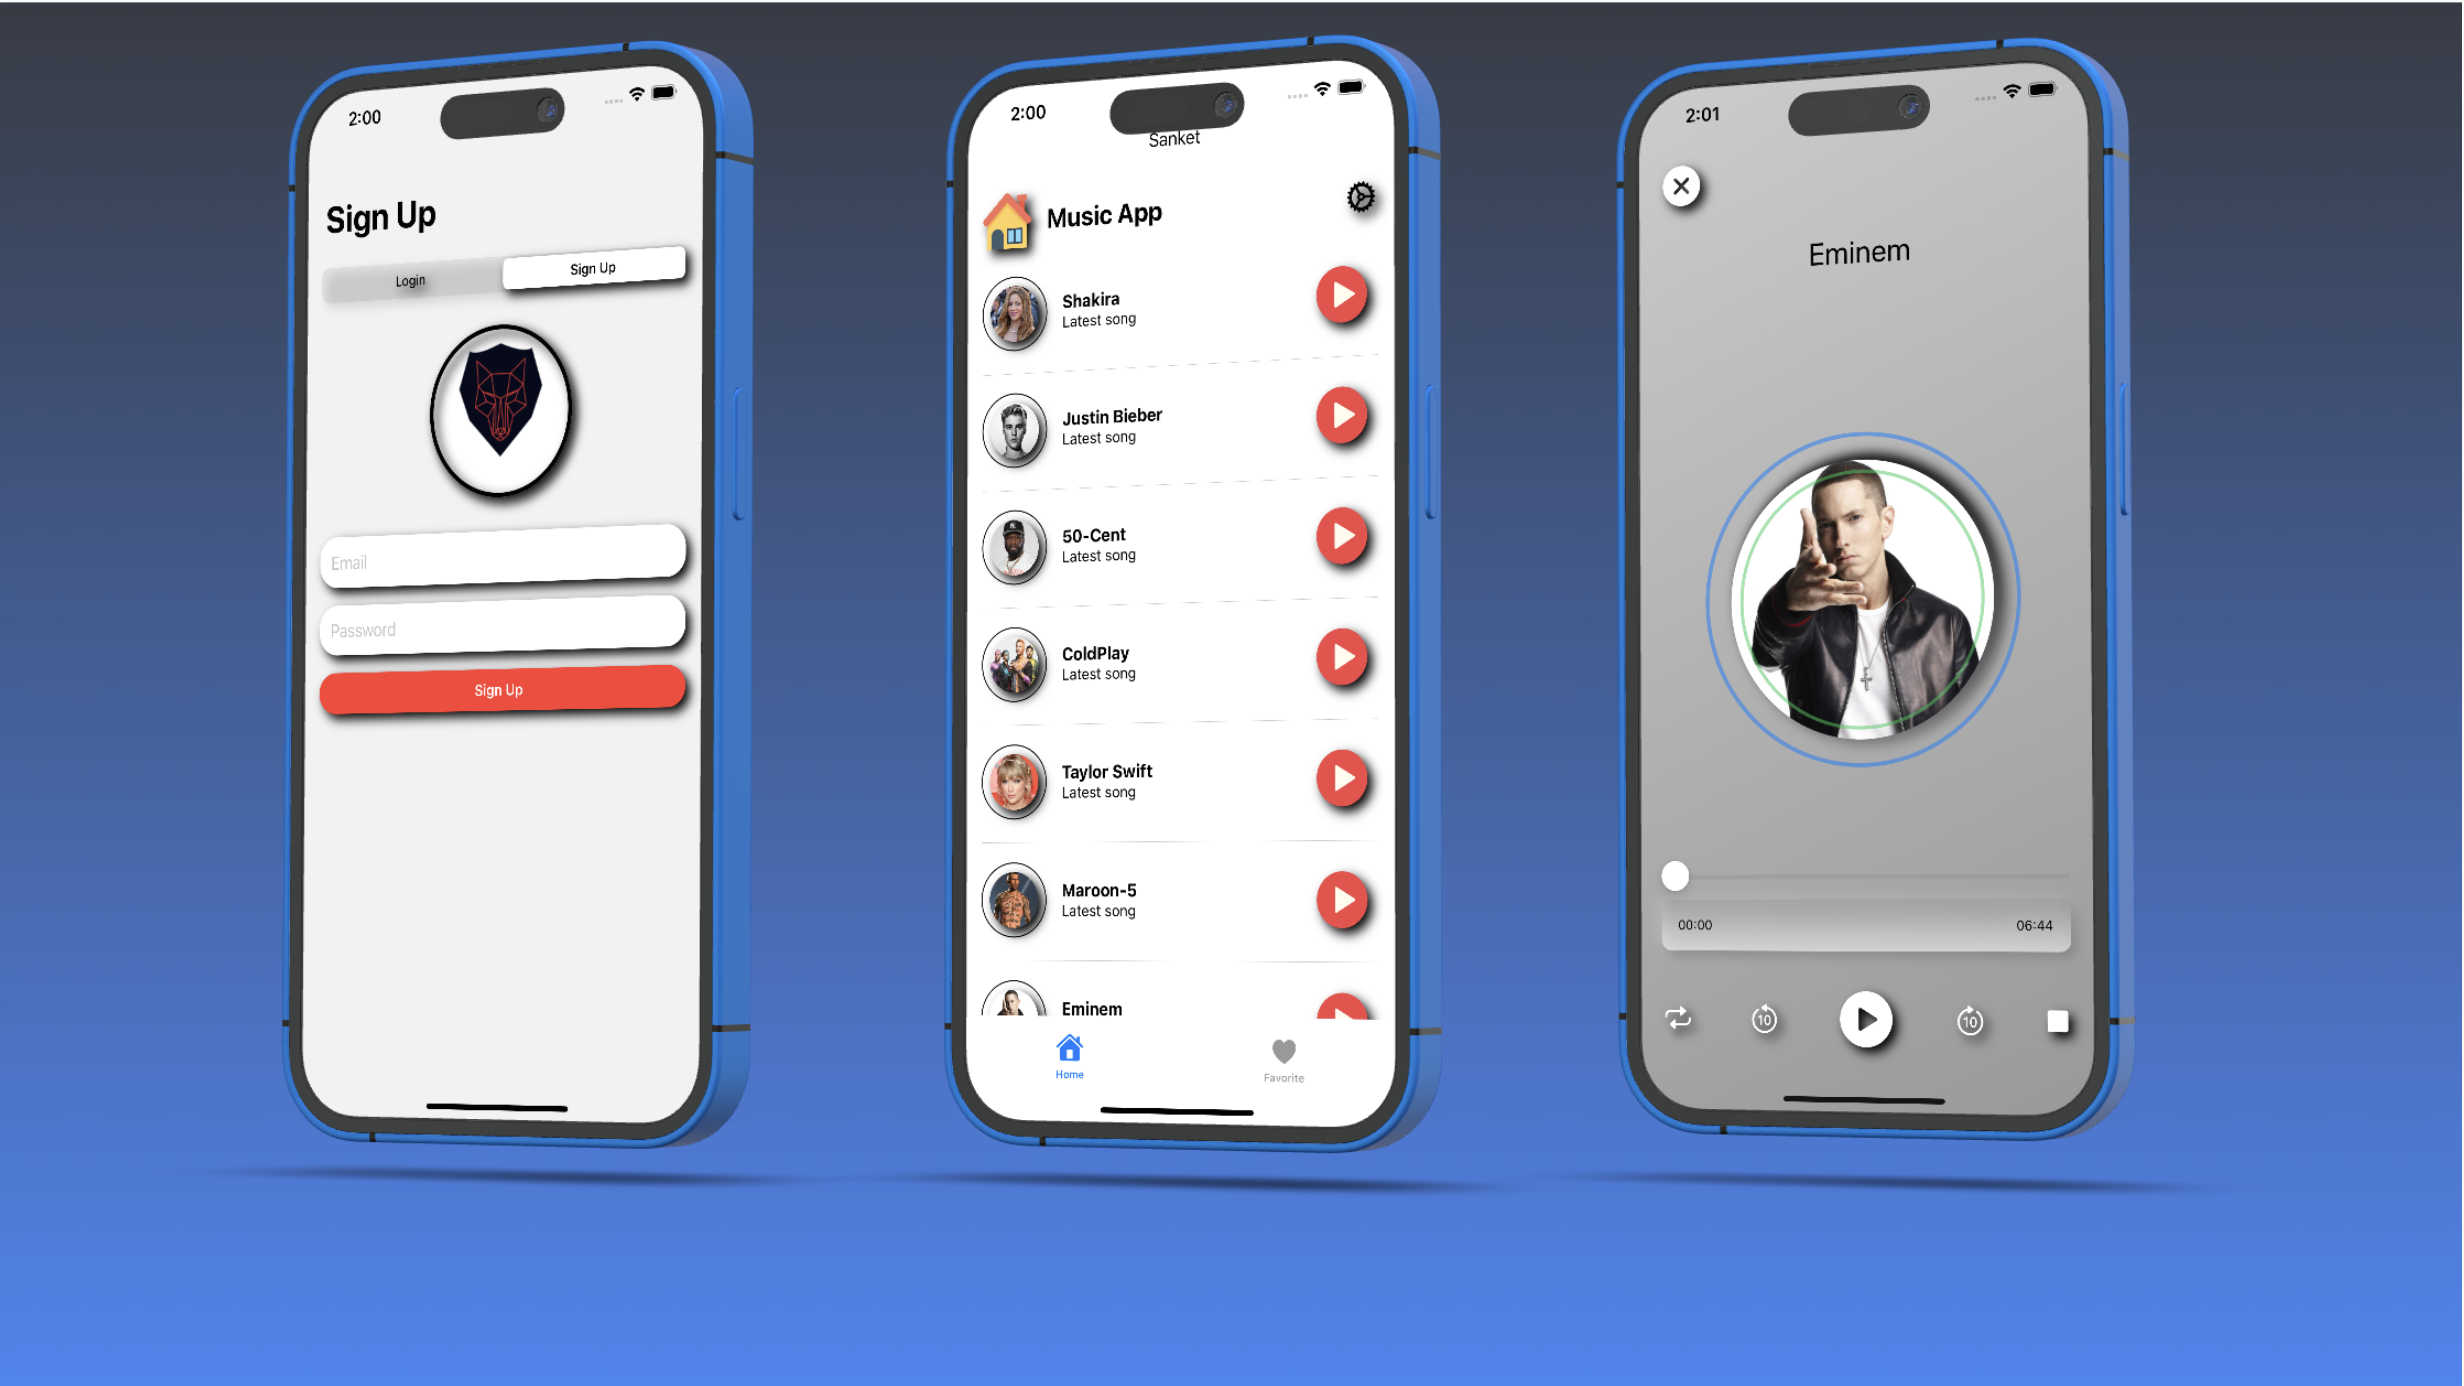 2:00
Sign Up
Login
Sign Up
Email
Password
Sign Up
2:00
Sanket
Music App
Shakira
Latest song
Justin Bieber
Latest song
50-Cent
Latest song
ColdPlay
Latest song
Taylor Swift
Latest song
Maroon-5
Latest song
Eminem
Home
Favorite
2:01
Eminem
00:00
06:44
10
10